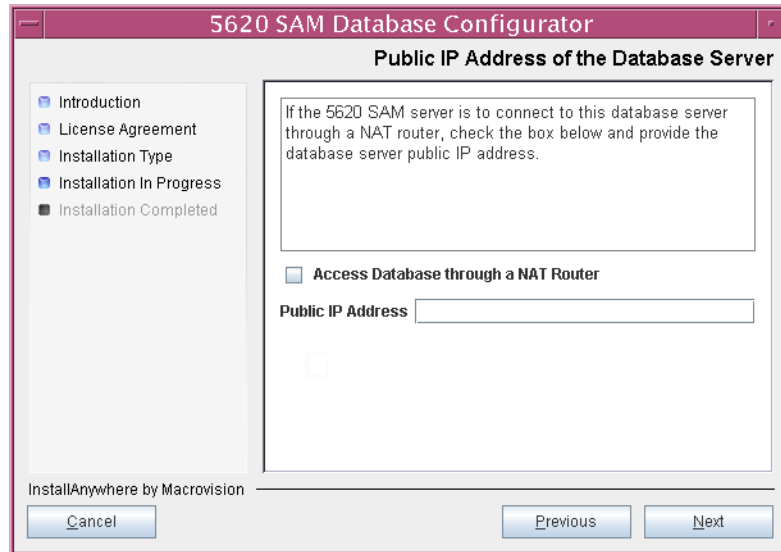 5620 SAM Database Configurator
Public IP Address of the Database Server
Introduction
License Agreement
Installation Type
Installation In Progress
Installation Completed
If the 5620 SAM server is to connect to this database server
through a NAT router, check the box below and provide the
database server public IP address.
Access Database through a NAT Router
Public IP Address
InstallAnywhere by Macrovision
Cancel
Previous
Next